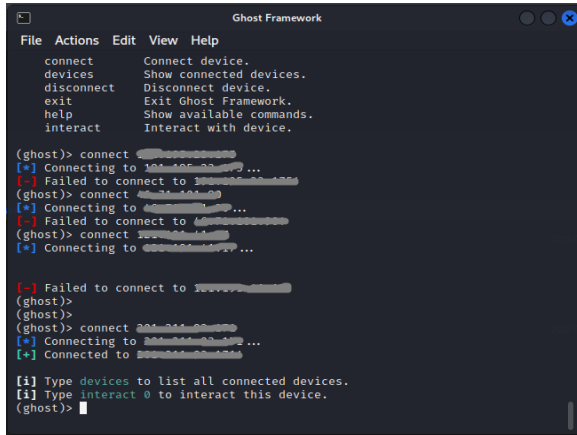 Ghost Framework
File Actions Edit View Help
connect Connect device.
devices Show connected devices.
disconnect Disconnect device.
exit Exit Ghost Framework.
help Show available commands.
interact Interact with device.
(ghost)> connect
[*] Connecting to ...
[-] Failed to connect to
(ghost)> connect
[*] Connecting to ...
[-] Failed to connect to
(ghost)> connect
[*] Connecting to ...
[-] Failed to connect to
(ghost)>
(ghost)>
(ghost)> connect
[*] Connecting to ...
[+] Connected to
[i] Type devices to list all connected devices.
[i] Type interact 0 to interact this device.
(ghost)>